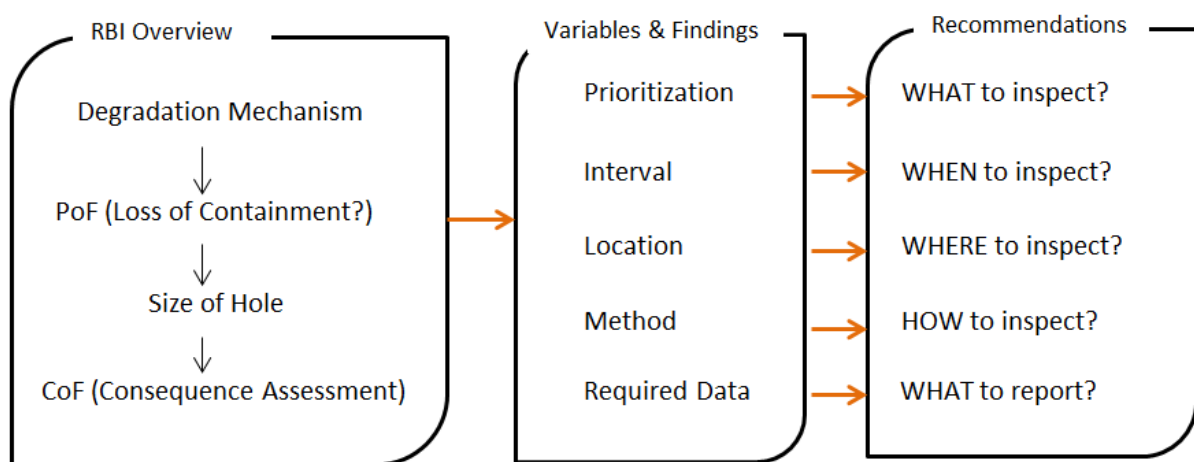 RBI Overview
Degradation Mechanism
PoF (Loss of Containment?)
Size of Hole
CoF (Consequence Assessment)
Variables & Findings
Prioritization
Interval
Location
Method
Required Data
Recommendations
WHAT to inspect?
WHEN to inspect?
WHERE to inspect?
HOW to inspect?
WHAT to report?